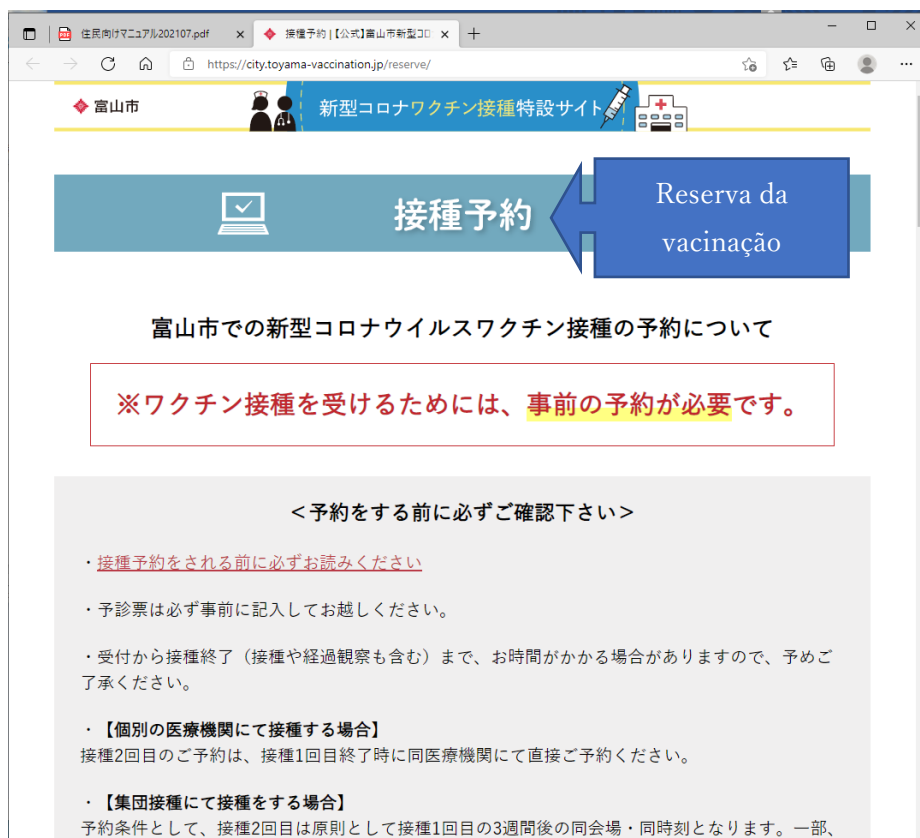 住民向けマニュアル202107.pdf
接種予約 | 【公式】富山市新型コロ
https://city.toyama-vaccination.jp/reserve/
富山市
新型コロナワクチン接種特設サイト
接種予約
Reserva da
vacinação
富山市での新型コロナウイルスワクチン接種の予約について
※ワクチン接種を受けるためには、事前の予約が必要です。
<予約をする前に必ずご確認下さい>
・接種予約をされる前に必ずお読みください
・予診票は必ず事前に記入してお越しください。
・受付から接種終了（接種や経過観察も含む）まで、お時間がかかる場合がありますので、予めご
了承ください。
・【個別の医療機関にて接種する場合】
接種2回目のご予約は、接種1回目終了時に同医療機関にて直接ご予約ください。
・【集団接種にて接種をする場合】
予約条件として、接種2回目は原則として接種1回目の3週間後の同会場・同時刻となります。一部、